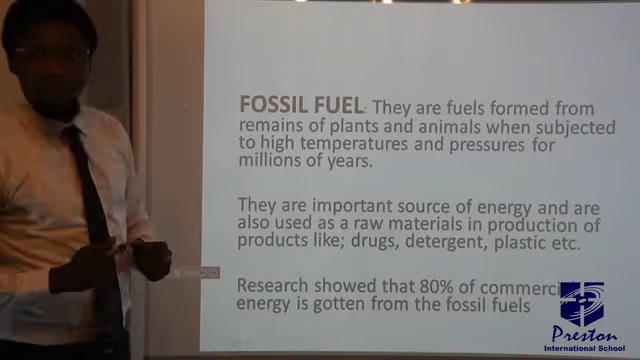 FOSSIL FUEL: They are fuels formed from
remains of plants and animals when subjected
to high temperatures and pressures for
millions of years.
They are important source of energy and are
also used as a raw materials in production of
products like; drugs, detergent, plastic etc.
Research showed that 80% of
energy is gotten from the fossil fuels
Preston
International School